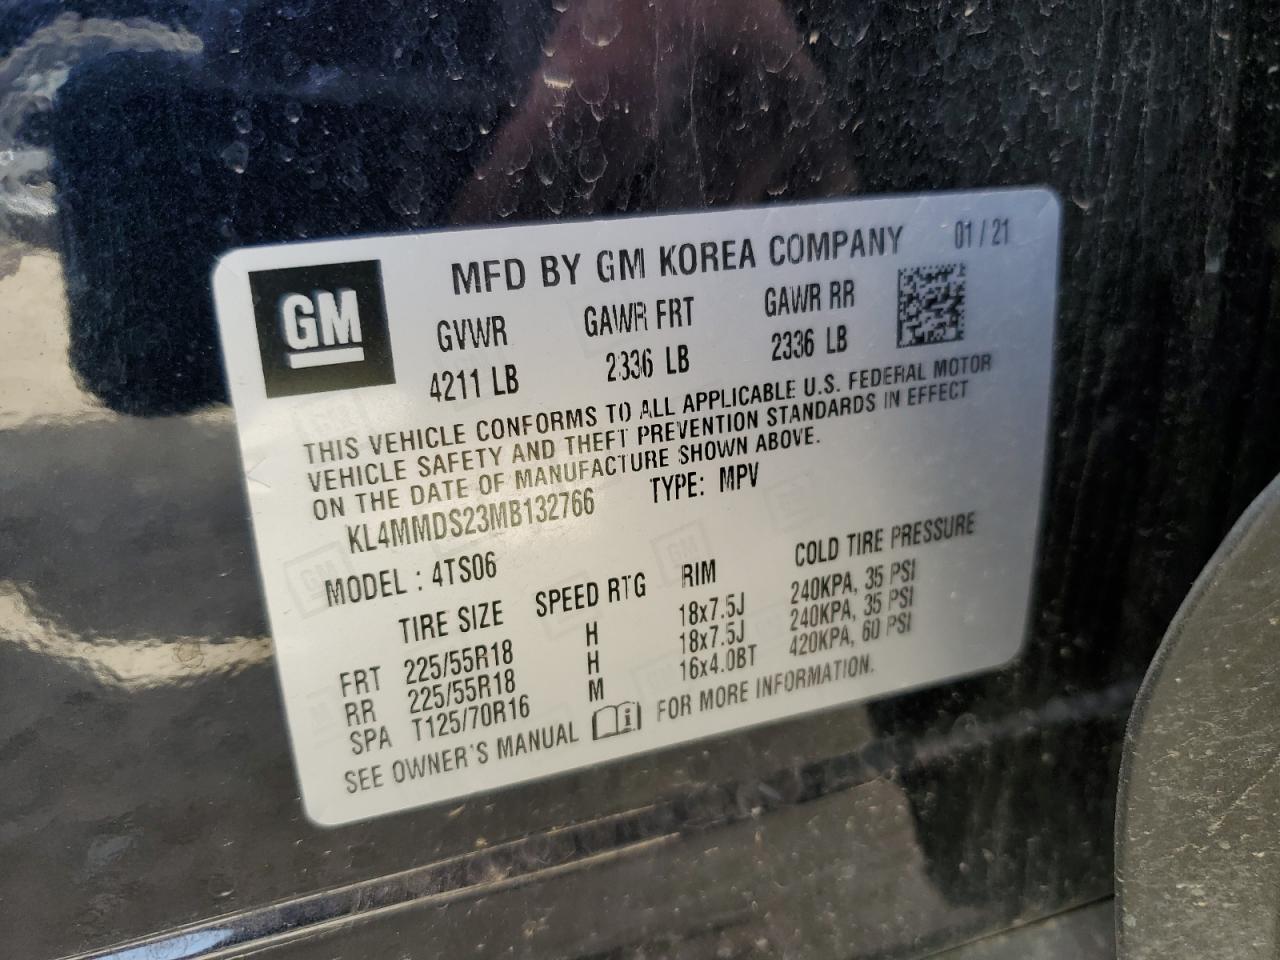 MFD BY GM KOREA COMPANY 01 / 21
GM
GVWR GAWR FRT GAWR RR
4211 LB 2336 LB 2336 LB
THIS VEHICLE CONFORMS TO ALL APPLICABLE U.S. FEDERAL MOTOR
VEHICLE SAFETY AND THEFT PREVENTION STANDARDS IN EFFECT
ON THE DATE OF MANUFACTURE SHOWN ABOVE.
KL4MMDS23MB132766 TYPE: MPV
MODEL : 4TS06
TIRE SIZE SPEED RTG RIM COLD TIRE PRESSURE
FRT 225/55R18 H 18x7.5J 240KPA, 35 PSI
RR 225/55R18 H 18x7.5J 240KPA, 35 PSI
SPA T125/70R16 M 16x4.0BT 420KPA, 60 PSI
SEE OWNER'S MANUAL FOR MORE INFORMATION.